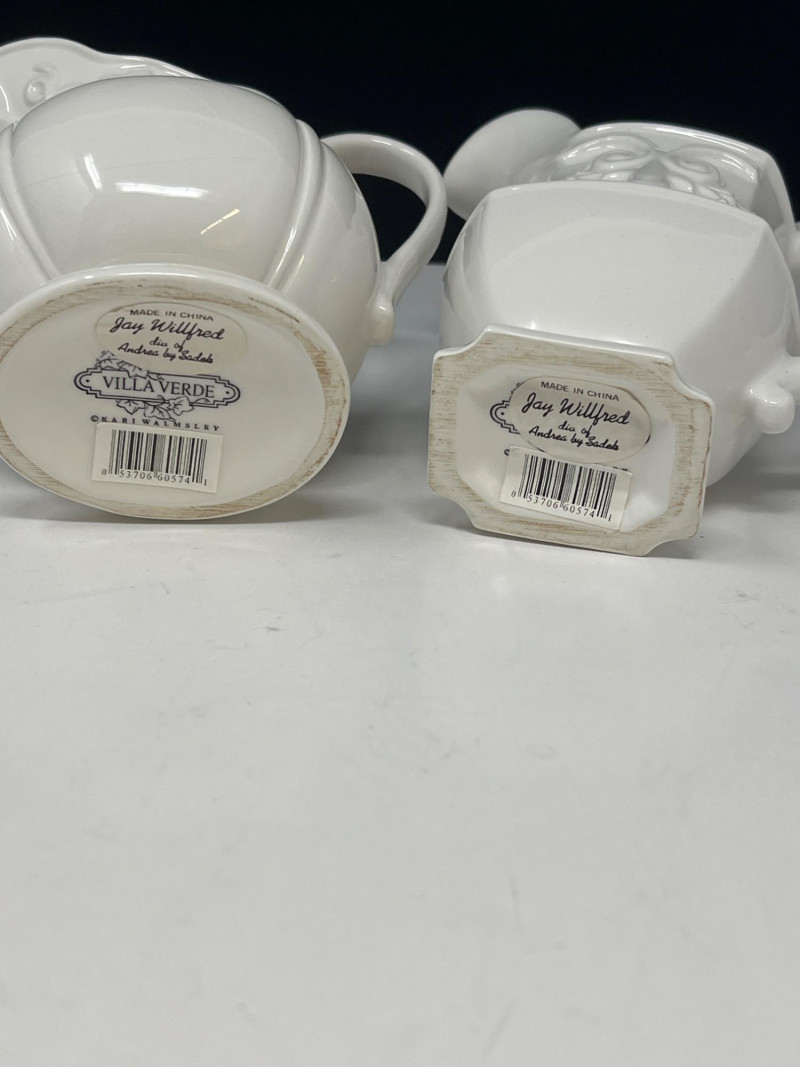 MADE IN CHINA
Jay Willfred
div. of
Andrea by Sadek
VILLA VERDE
©KARI WALMSLEY
0 53706 60574 1
MADE IN CHINA
Jay Willfred
div. of
Andrea by Sadek
0 53706 60574 1